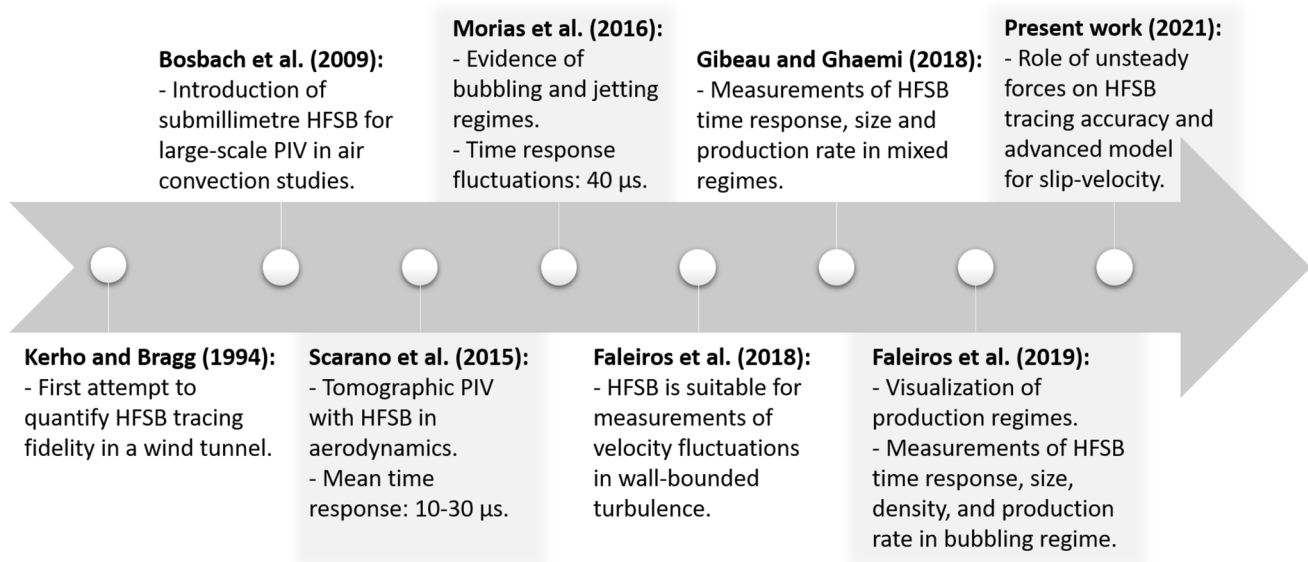 Bosbach et al. (2009):
- Introduction of
submillimetre HFSB for
large-scale PIV in air
convection studies.
Morias et al. (2016):
- Evidence of
bubbling and jetting
regimes.
- Time response
fluctuations: 40 µs.
Gibeau and Ghaemi (2018):
- Measurements of HFSB
time response, size and
production rate in mixed
regimes.
Present work (2021):
- Role of unsteady
forces on HFSB
tracing accuracy and
advanced model
for slip-velocity.
Kerho and Bragg (1994):
- First attempt to
quantify HFSB tracing
fidelity in a wind tunnel.
Scarano et al. (2015):
- Tomographic PIV
with HFSB in
aerodynamics.
- Mean time
response: 10-30 µs.
Faleiros et al. (2018):
- HFSB is suitable for
measurements of
velocity fluctuations
in wall-bounded
turbulence.
Faleiros et al. (2019):
- Visualization of
production regimes.
- Measurements of HFSB
time response, size,
density, and production
rate in bubbling regime.